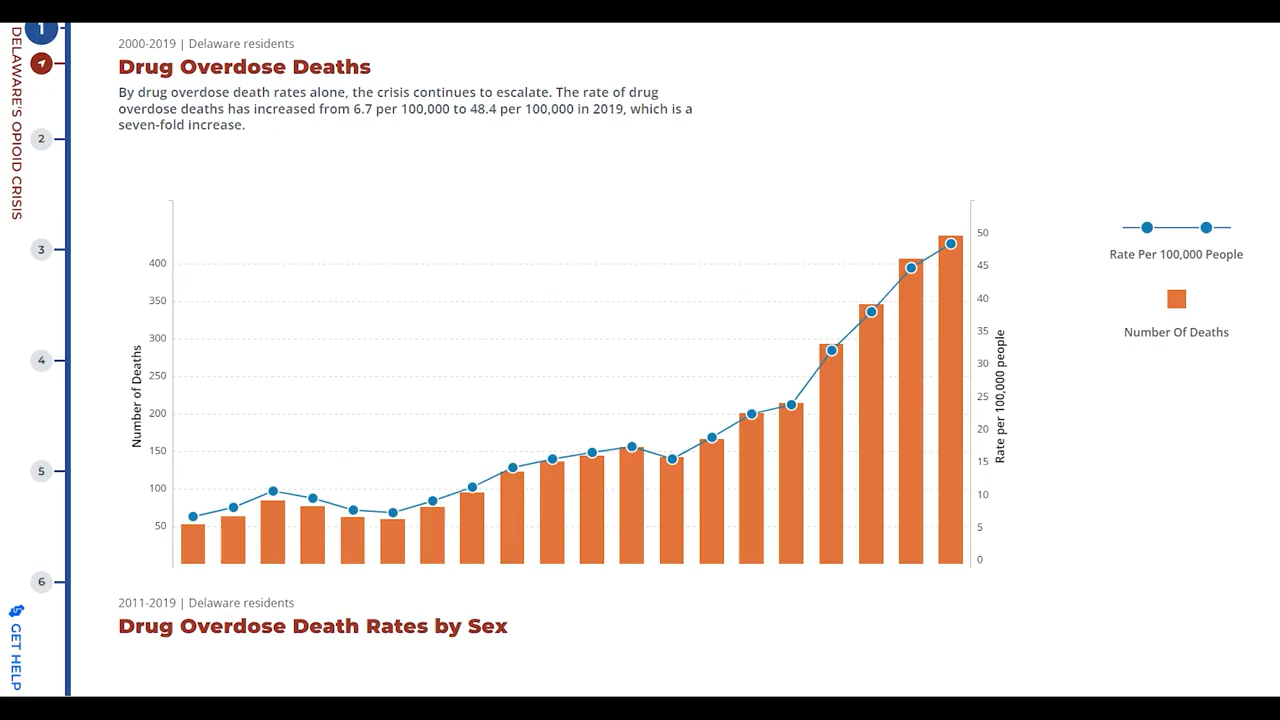 1
DELAWARE'S OPIOID CRISIS
2
3
4
5
6
GET HELP
2000-2019 | Delaware residents
Drug Overdose Deaths
By drug overdose death rates alone, the crisis continues to escalate. The rate of drug
overdose deaths has increased from 6.7 per 100,000 to 48.4 per 100,000 in 2019, which is a
seven-fold increase.
Number of Deaths
400
350
300
250
200
150
100
50
50
45
40
35
30
25
20
15
10
5
0
Rate per 100,000 people
Rate Per 100,000 People
Number Of Deaths
2011-2019 | Delaware residents
Drug Overdose Death Rates by Sex